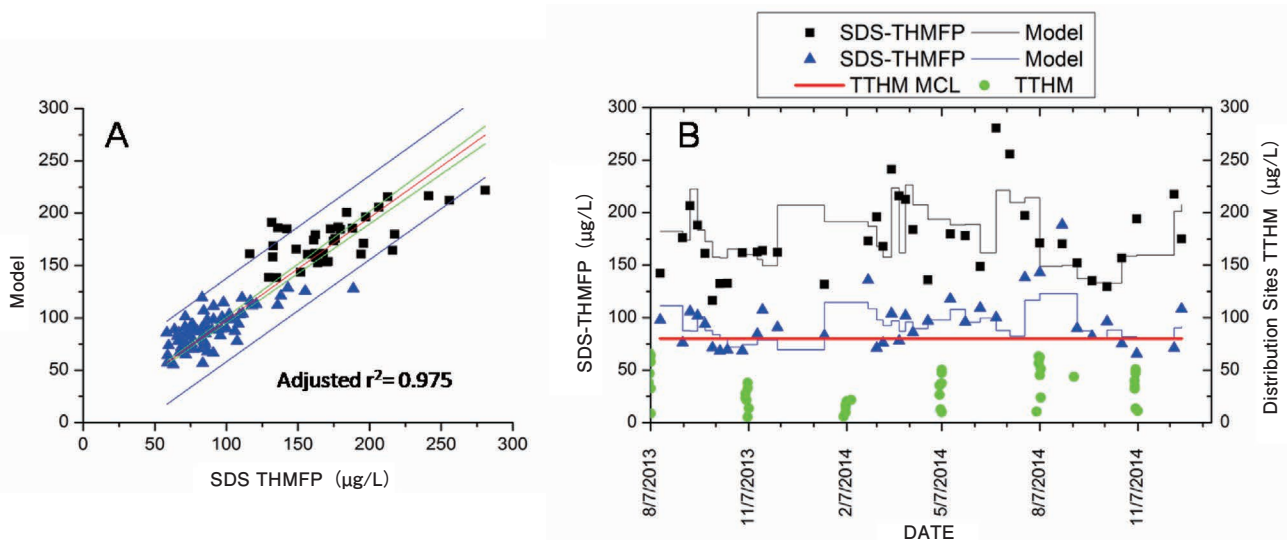 A
300
250
200
150
100
50
0
Model
0 50 100 150 200 250 300
SDS THMFP (µg/L)
Adjusted r²= 0.975
SDS-THMFP Model
SDS-THMFP Model
TTHM MCL TTHM
B
300
250
200
150
100
50
0
SDS-THMFP (µg/L)
300
250
200
150
100
50
0
Distribution Sites TTHM (µg/L)
8/7/2013 11/7/2013 2/7/2014 5/7/2014 8/7/2014 11/7/2014
DATE